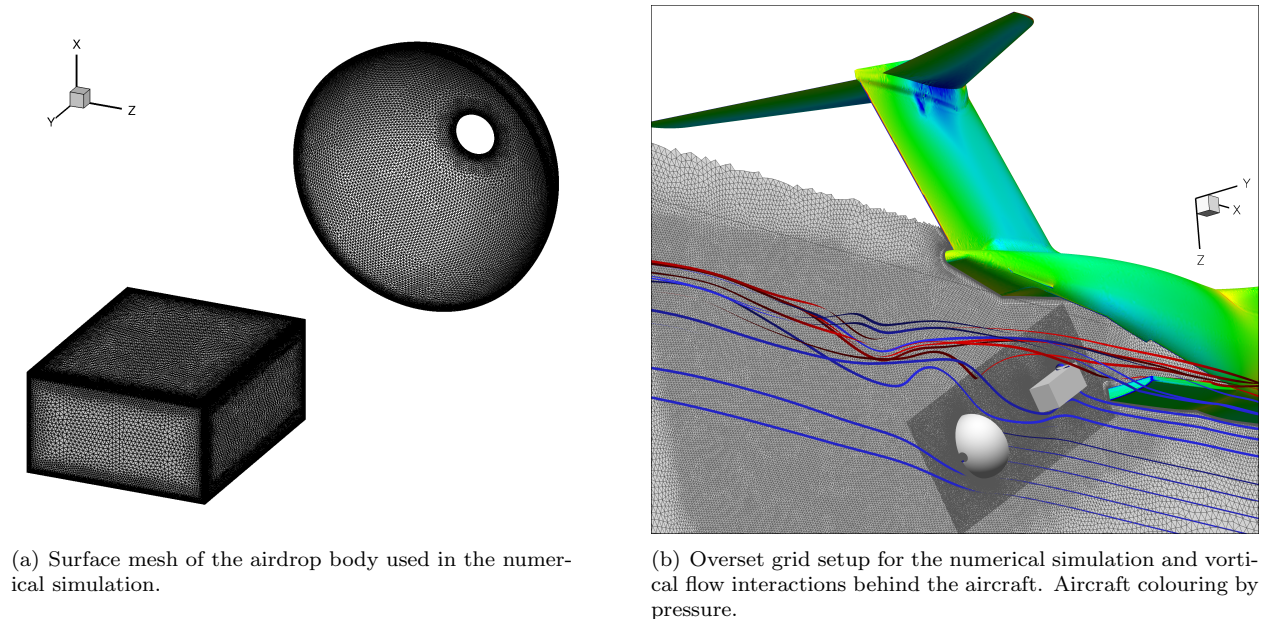 X
Z
Y
Y
X
Z
(a) Surface mesh of the airdrop body used in the numer-
ical simulation.
(b) Overset grid setup for the numerical simulation and vorti-
cal flow interactions behind the aircraft. Aircraft colouring by
pressure.